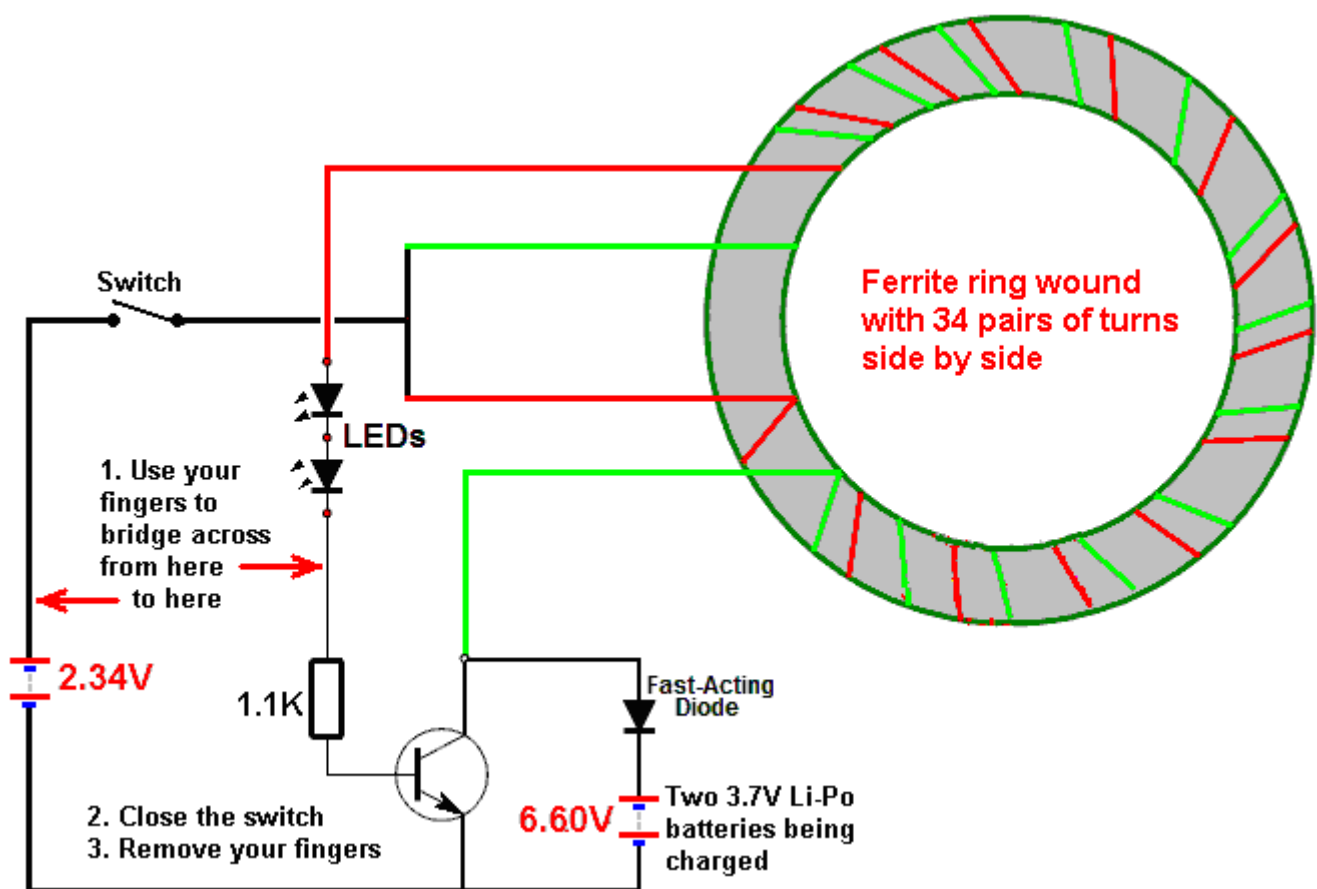 Switch
Ferrite ring wound
with 34 pairs of turns
side by side
LEDs
1. Use your
fingers to
bridge across
from here
to here
2.34V
1.1K
Fast-Acting
Diode
6.60V
Two 3.7V Li-Po
batteries being
charged
2. Close the switch
3. Remove your fingers